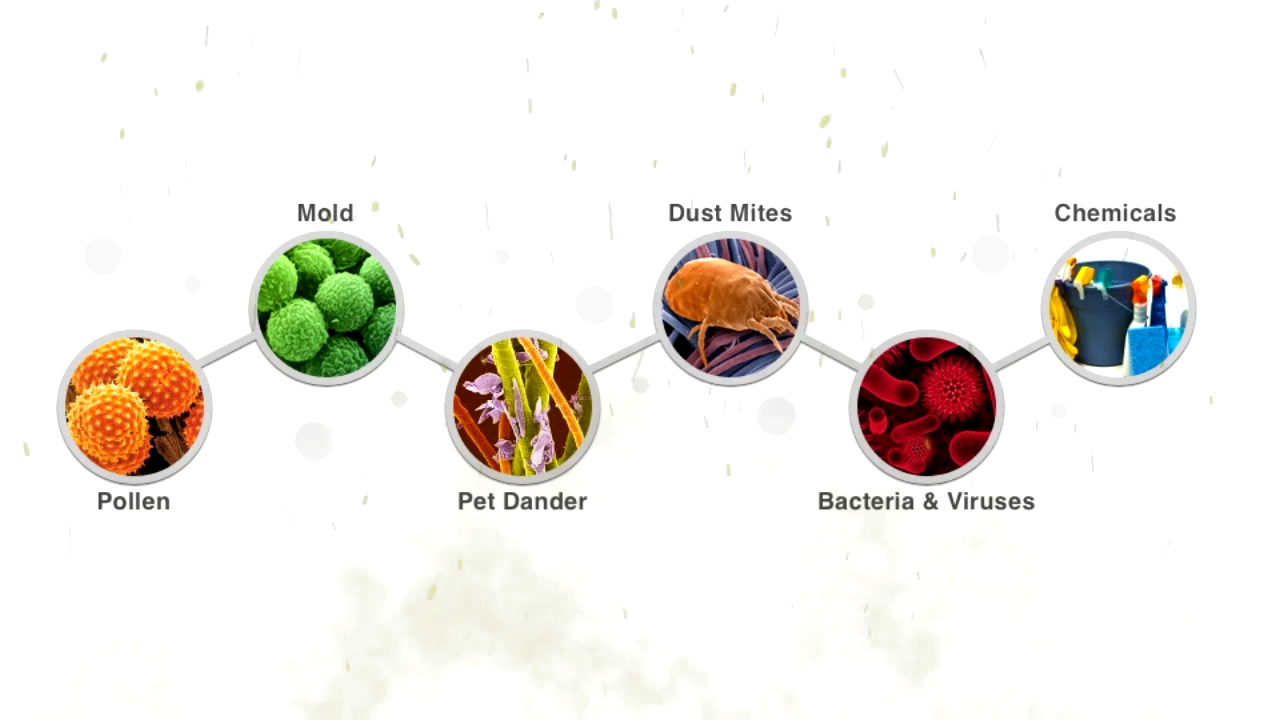 Mold
Dust Mites
Chemicals
Pollen
Pet Dander
Bacteria & Viruses